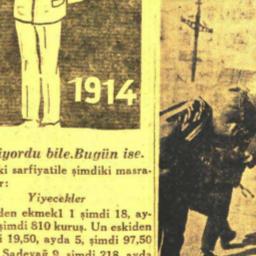 1914
iyordu bile. Bugün ise.
ki sarfiyatile şimdiki masra-
r:
Yiyecekler
den ekmek1 1 şimdi 18, ay-
şimdi 810 kuruş. Un eskiden
i 19,50, ayda 5, şimdi 97,50
Sadeyağ 9 şimdi 218 ayda